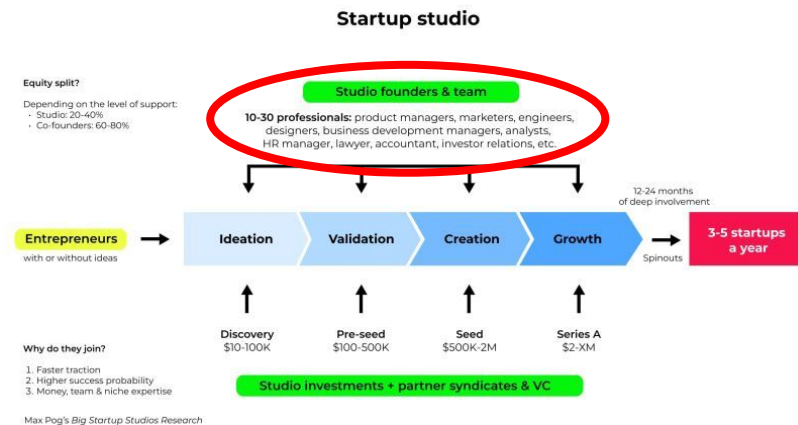 Startup studio
Equity split?
Depending on the level of support:
· Studio: 20-40%
· Co-founders: 60-80%
Studio founders & team
10-30 professionals: product managers, marketers, engineers,
designers, business development managers, analysts,
HR manager, lawyer, accountant, investor relations, etc.
12-24 months
of deep involvement
Entrepreneurs
with or without ideas
Ideation
Validation
Creation
Growth
Spinouts
3-5 startups
a year
Discovery
$10-100K
Pre-seed
$100-500K
Seed
$500K-2M
Series A
$2-XM
Why do they join?
1. Faster traction
2. Higher success probability
3. Money, team & niche expertise
Studio investments + partner syndicates & VC
Max Pog's Big Startup Studios Research